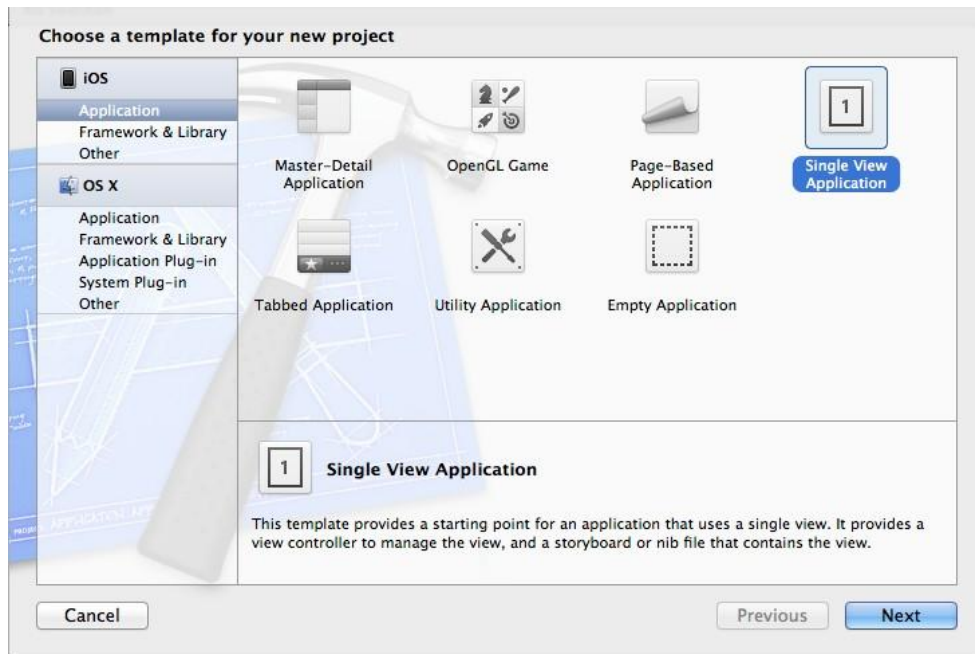 Choose a template for your new project
iOS
Application
Framework & Library
Other
OS X
Application
Framework & Library
Application Plug-in
System Plug-in
Other
Master-Detail
Application
OpenGL Game
Page-Based
Application
1
Single View
Application
Tabbed Application
Utility Application
Empty Application
1
Single View Application
This template provides a starting point for an application that uses a single view. It provides a
view controller to manage the view, and a storyboard or nib file that contains the view.
Cancel
Previous
Next